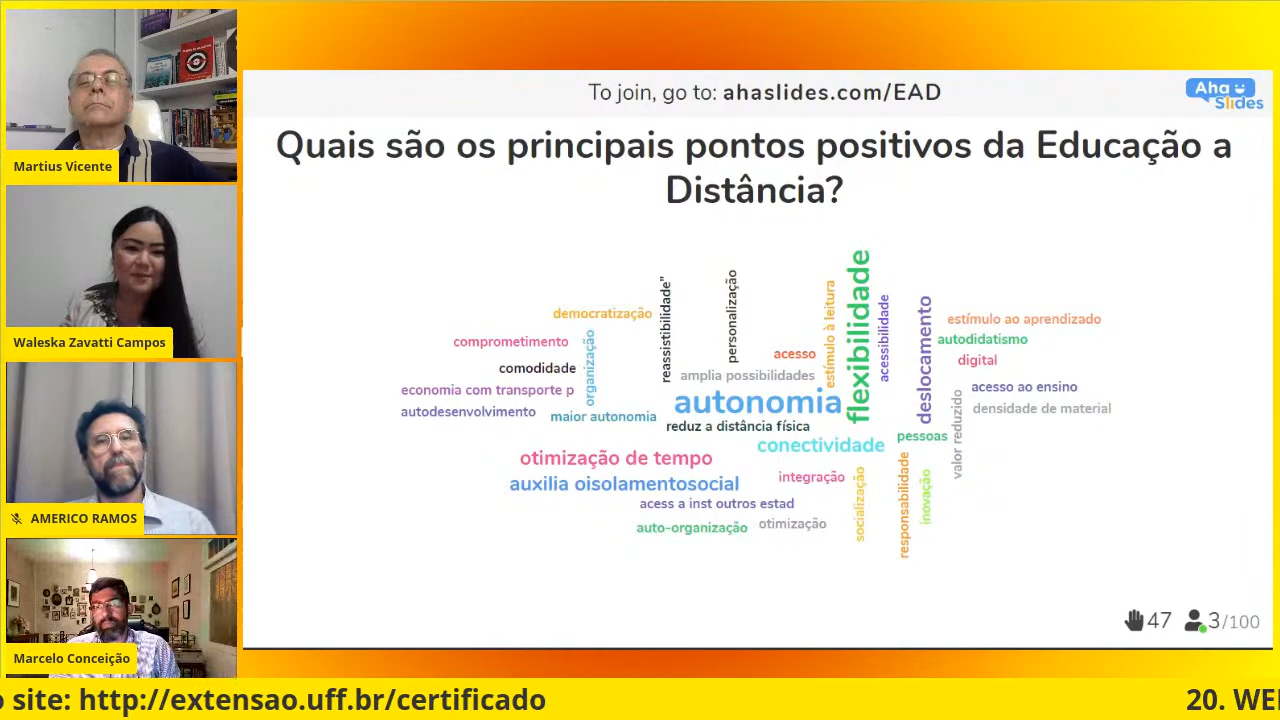 Martius Vicente
Waleska Zavatti Campos
AMERICO RAMOS
Marcelo Conceição
To join, go to: ahaslides.com/EAD
Aha
Slides
Quais são os principais pontos positivos da Educação a
Distância?
democratização
comprometimento
comodidade
economia com transporte p
autodesenvolvimento
organização
maior autonomia
reassistibilidade”
personalização
amplia possibilidades
acesso
estímulo à leitura
flexibilidade
acessibilidade
autonomia
reduz a distância física
conectividade
deslocamento
estímulo ao aprendizado
autodidatismo
digital
acesso ao ensino
densidade de material
valor reduzido
pessoas
otimização de tempo
auxilia oisolamentosocial
integração
acess a inst outros estad
auto-organização
otimização
socialização
responsabilidade
inovação
47
3/100
o site: http://extensao.uff.br/certificado
20. WE